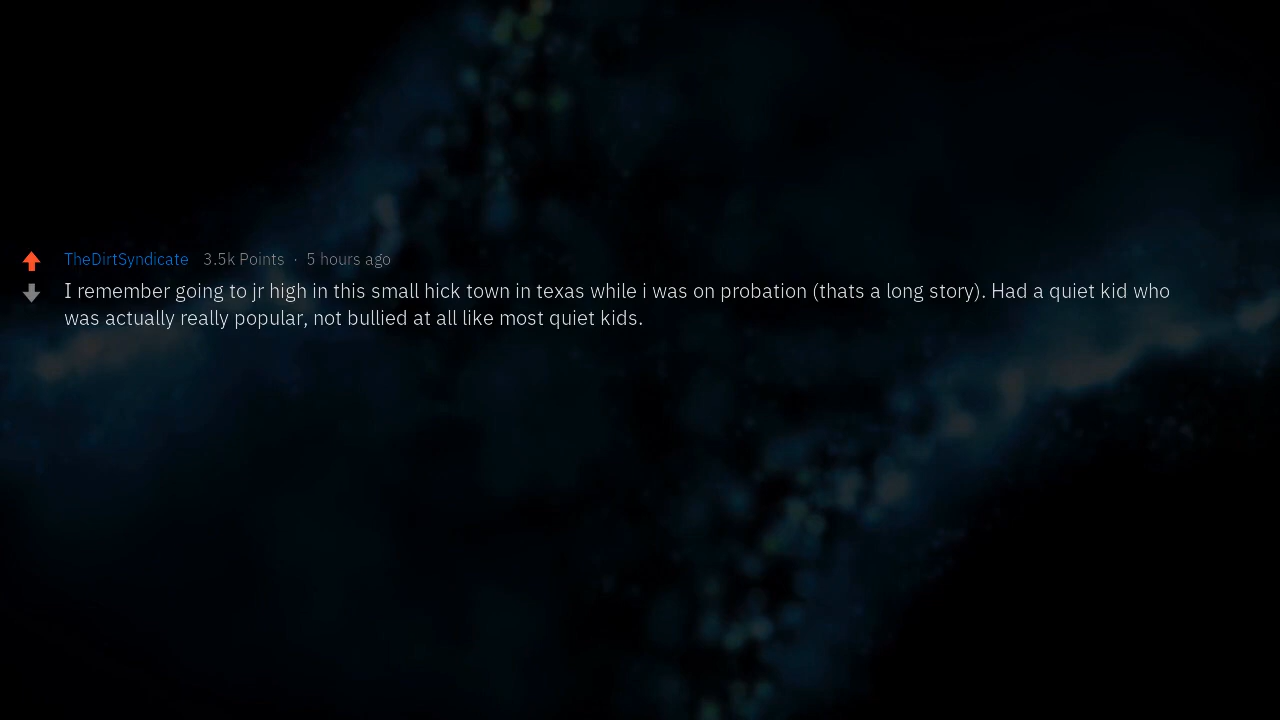 TheDirtSyndicate 3.5k Points · 5 hours ago
I remember going to jr high in this small hick town in texas while i was on probation (thats a long story). Had a quiet kid who
was actually really popular, not bullied at all like most quiet kids.